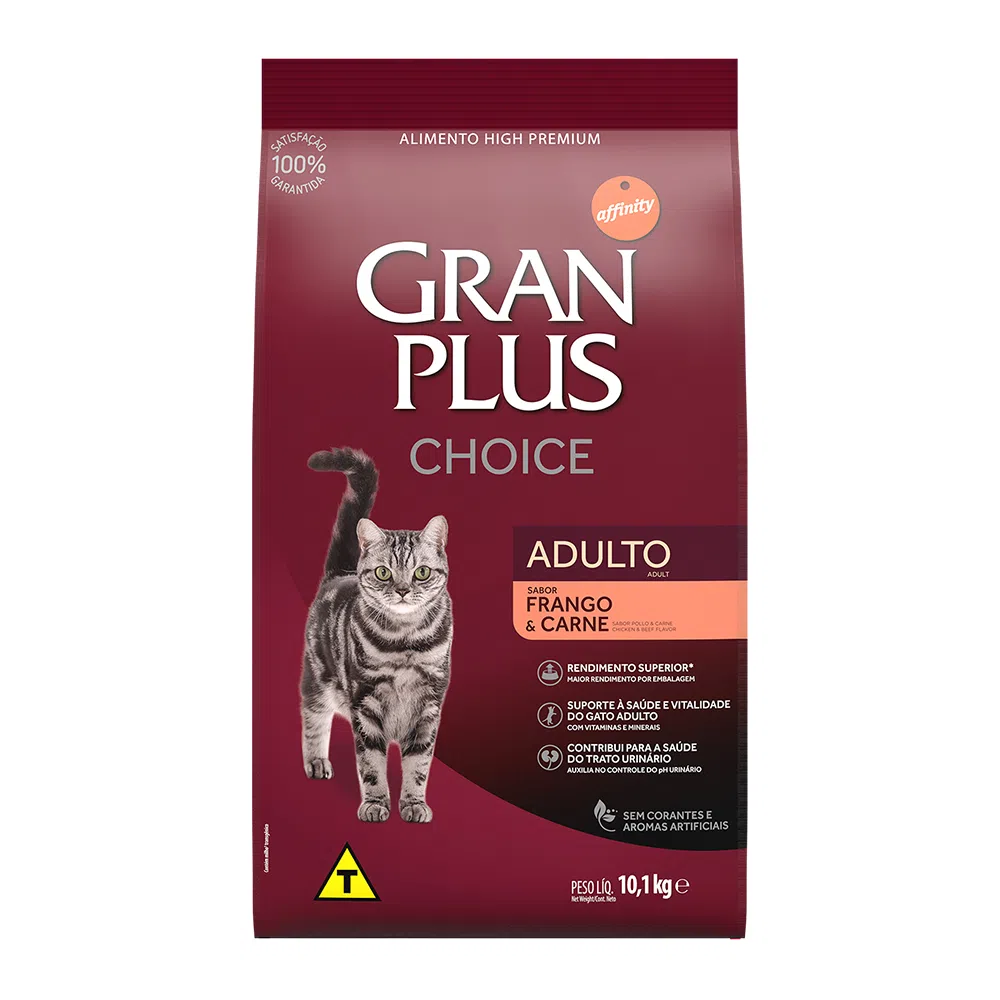 ALIMENTO HIGH PREMIUM
SATISFAÇÃO
100%
GARANTIDA
affinity
GRAN
PLUS
CHOICE
ADULTO
ADULT
SABOR
FRANGO
& CARNE
SABOR POLLO & CARNE
CHICKEN & BEEF FLAVOR
RENDIMENTO SUPERIOR*
MAIOR RENDIMENTO POR EMBALAGEM
SUPORTE À SAÚDE E VITALIDADE
DO GATO ADULTO
COM VITAMINAS E MINERAIS
CONTRIBUI PARA A SAÚDE
DO TRATO URINÁRIO
AUXILIA NO CONTROLE DO pH URINÁRIO
SEM CORANTES E
AROMAS ARTIFICIAIS
Contém milho* transgênico
T
PESO LÍQ. 10,1 kg e
Net Weight/Cont. Neto